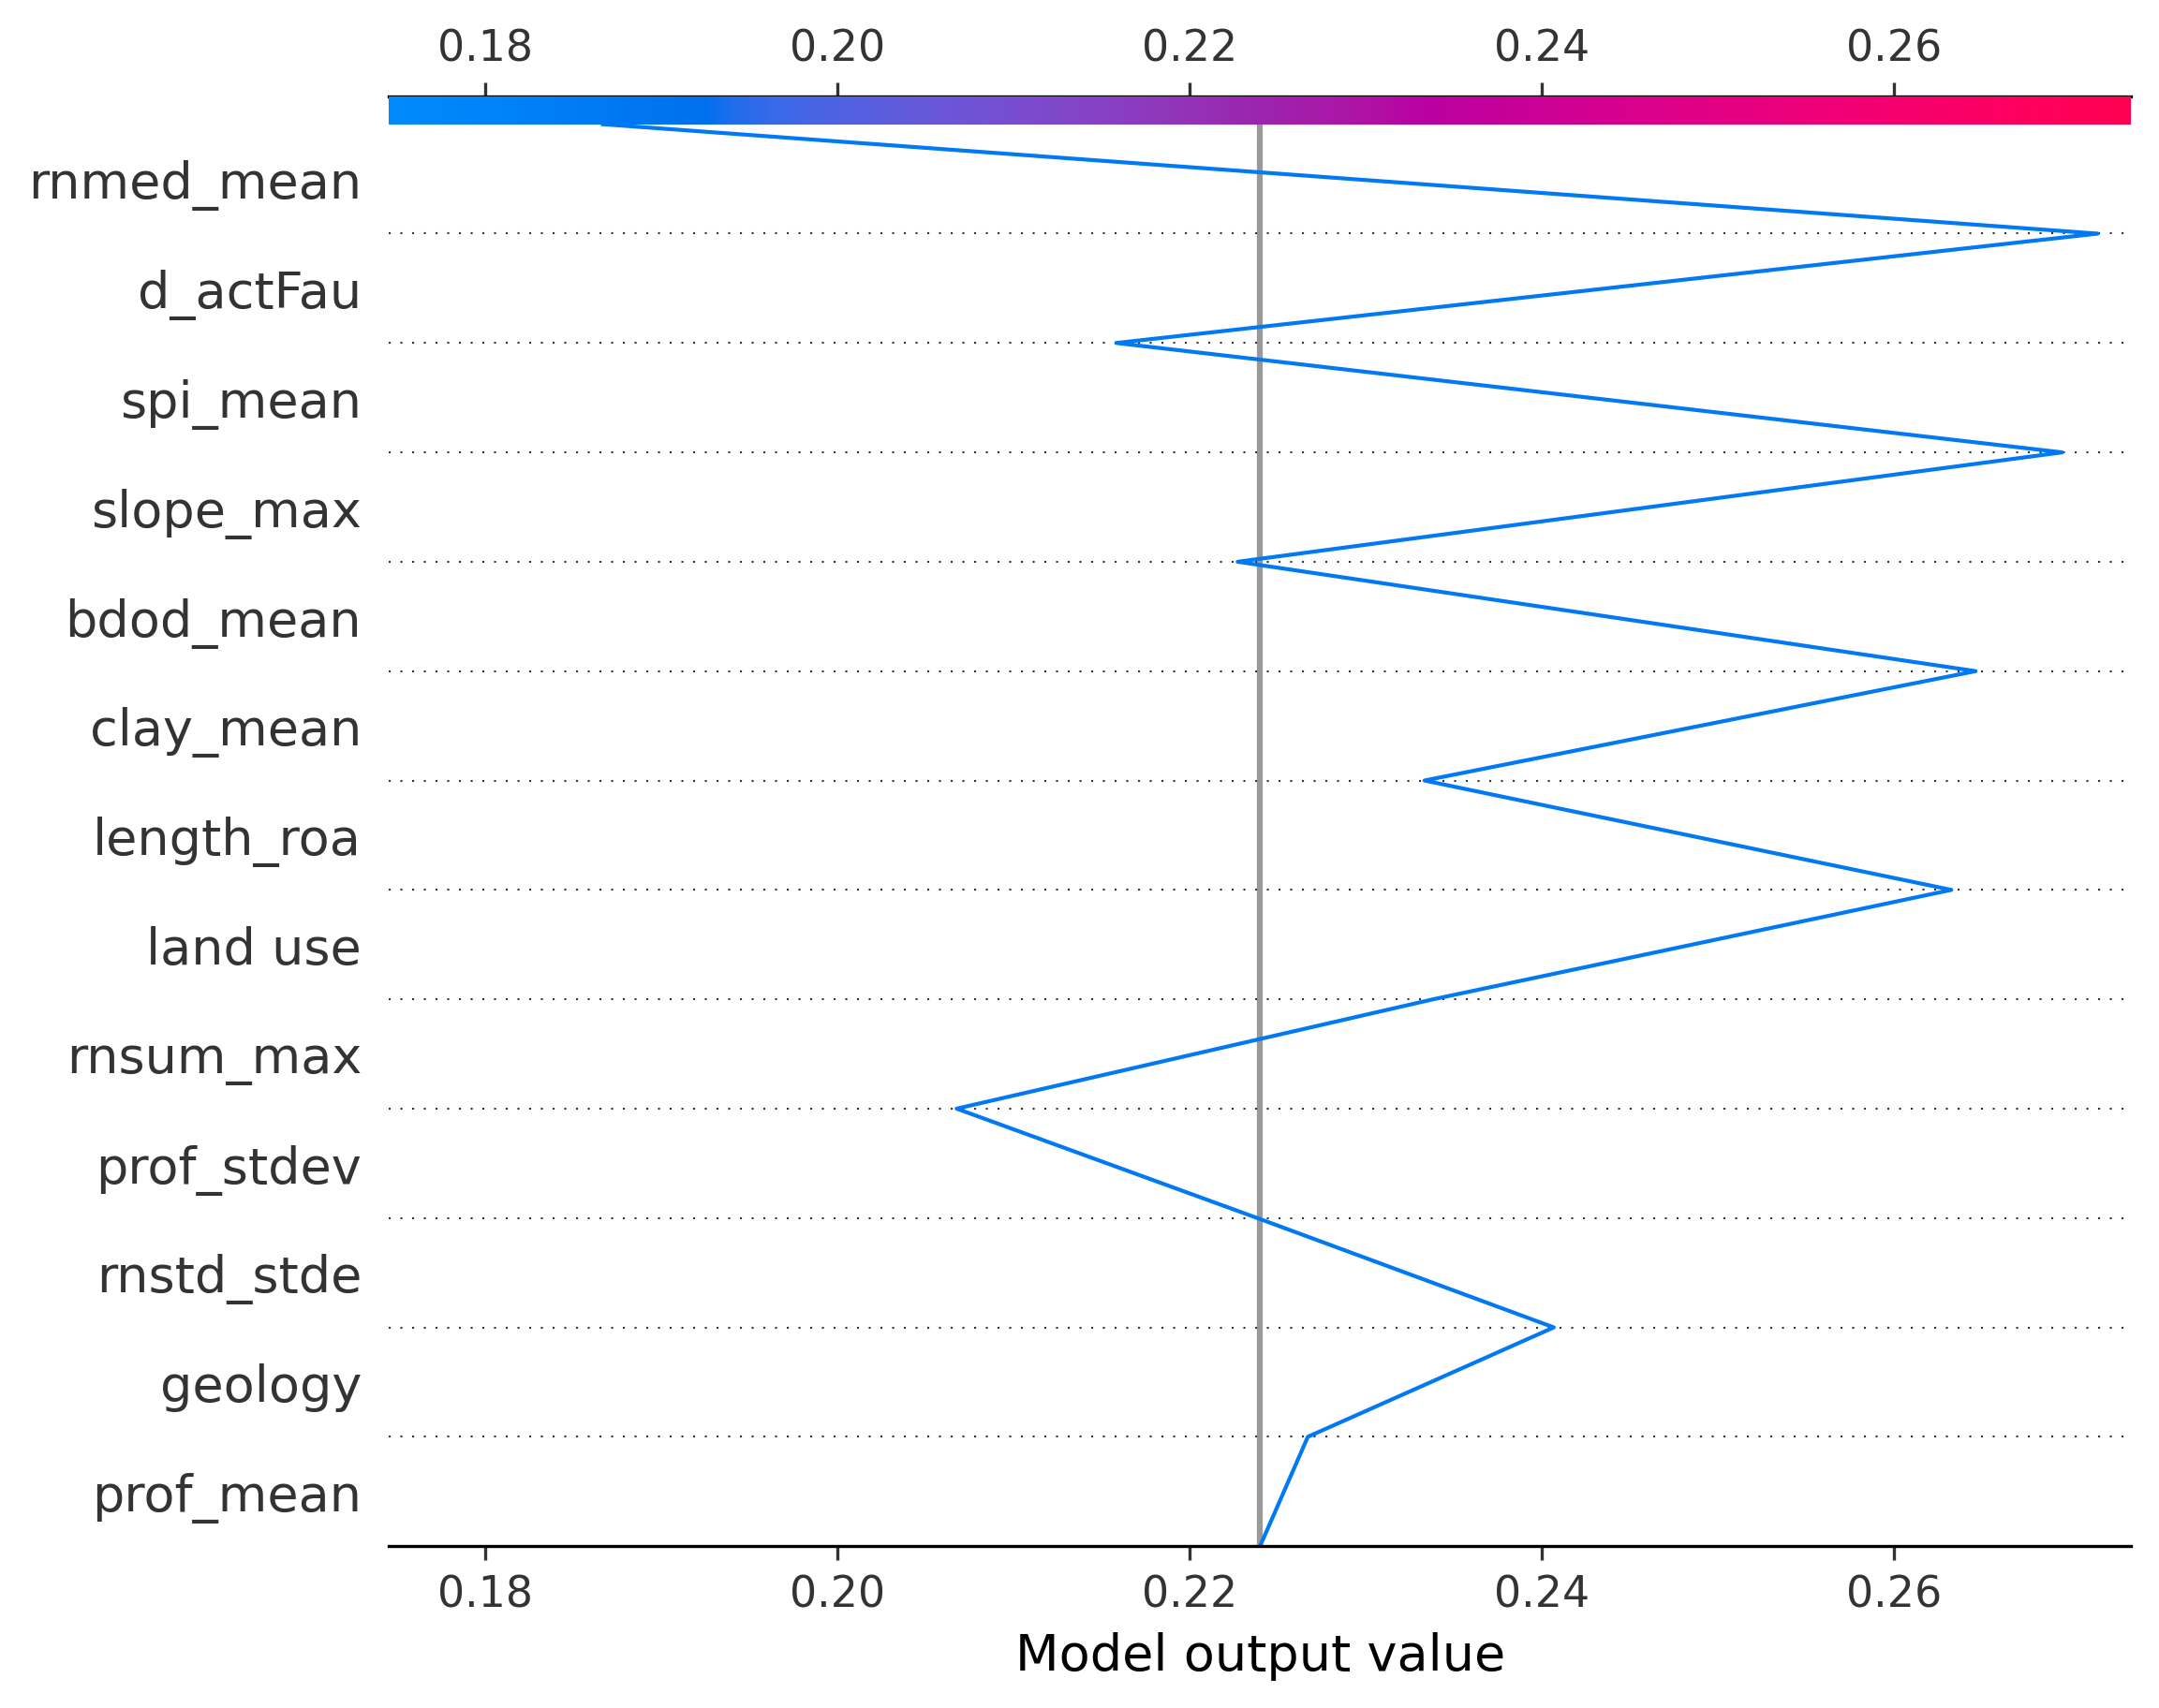 0.18 0.20 0.22 0.24 0.26
rnmed_mean
d_actFau
spi_mean
slope_max
bdod_mean
clay_mean
length_roa
land use
rnsum_max
prof_stdev
rnstd_stde
geology
prof_mean
0.18 0.20 0.22 0.24 0.26
Model output value